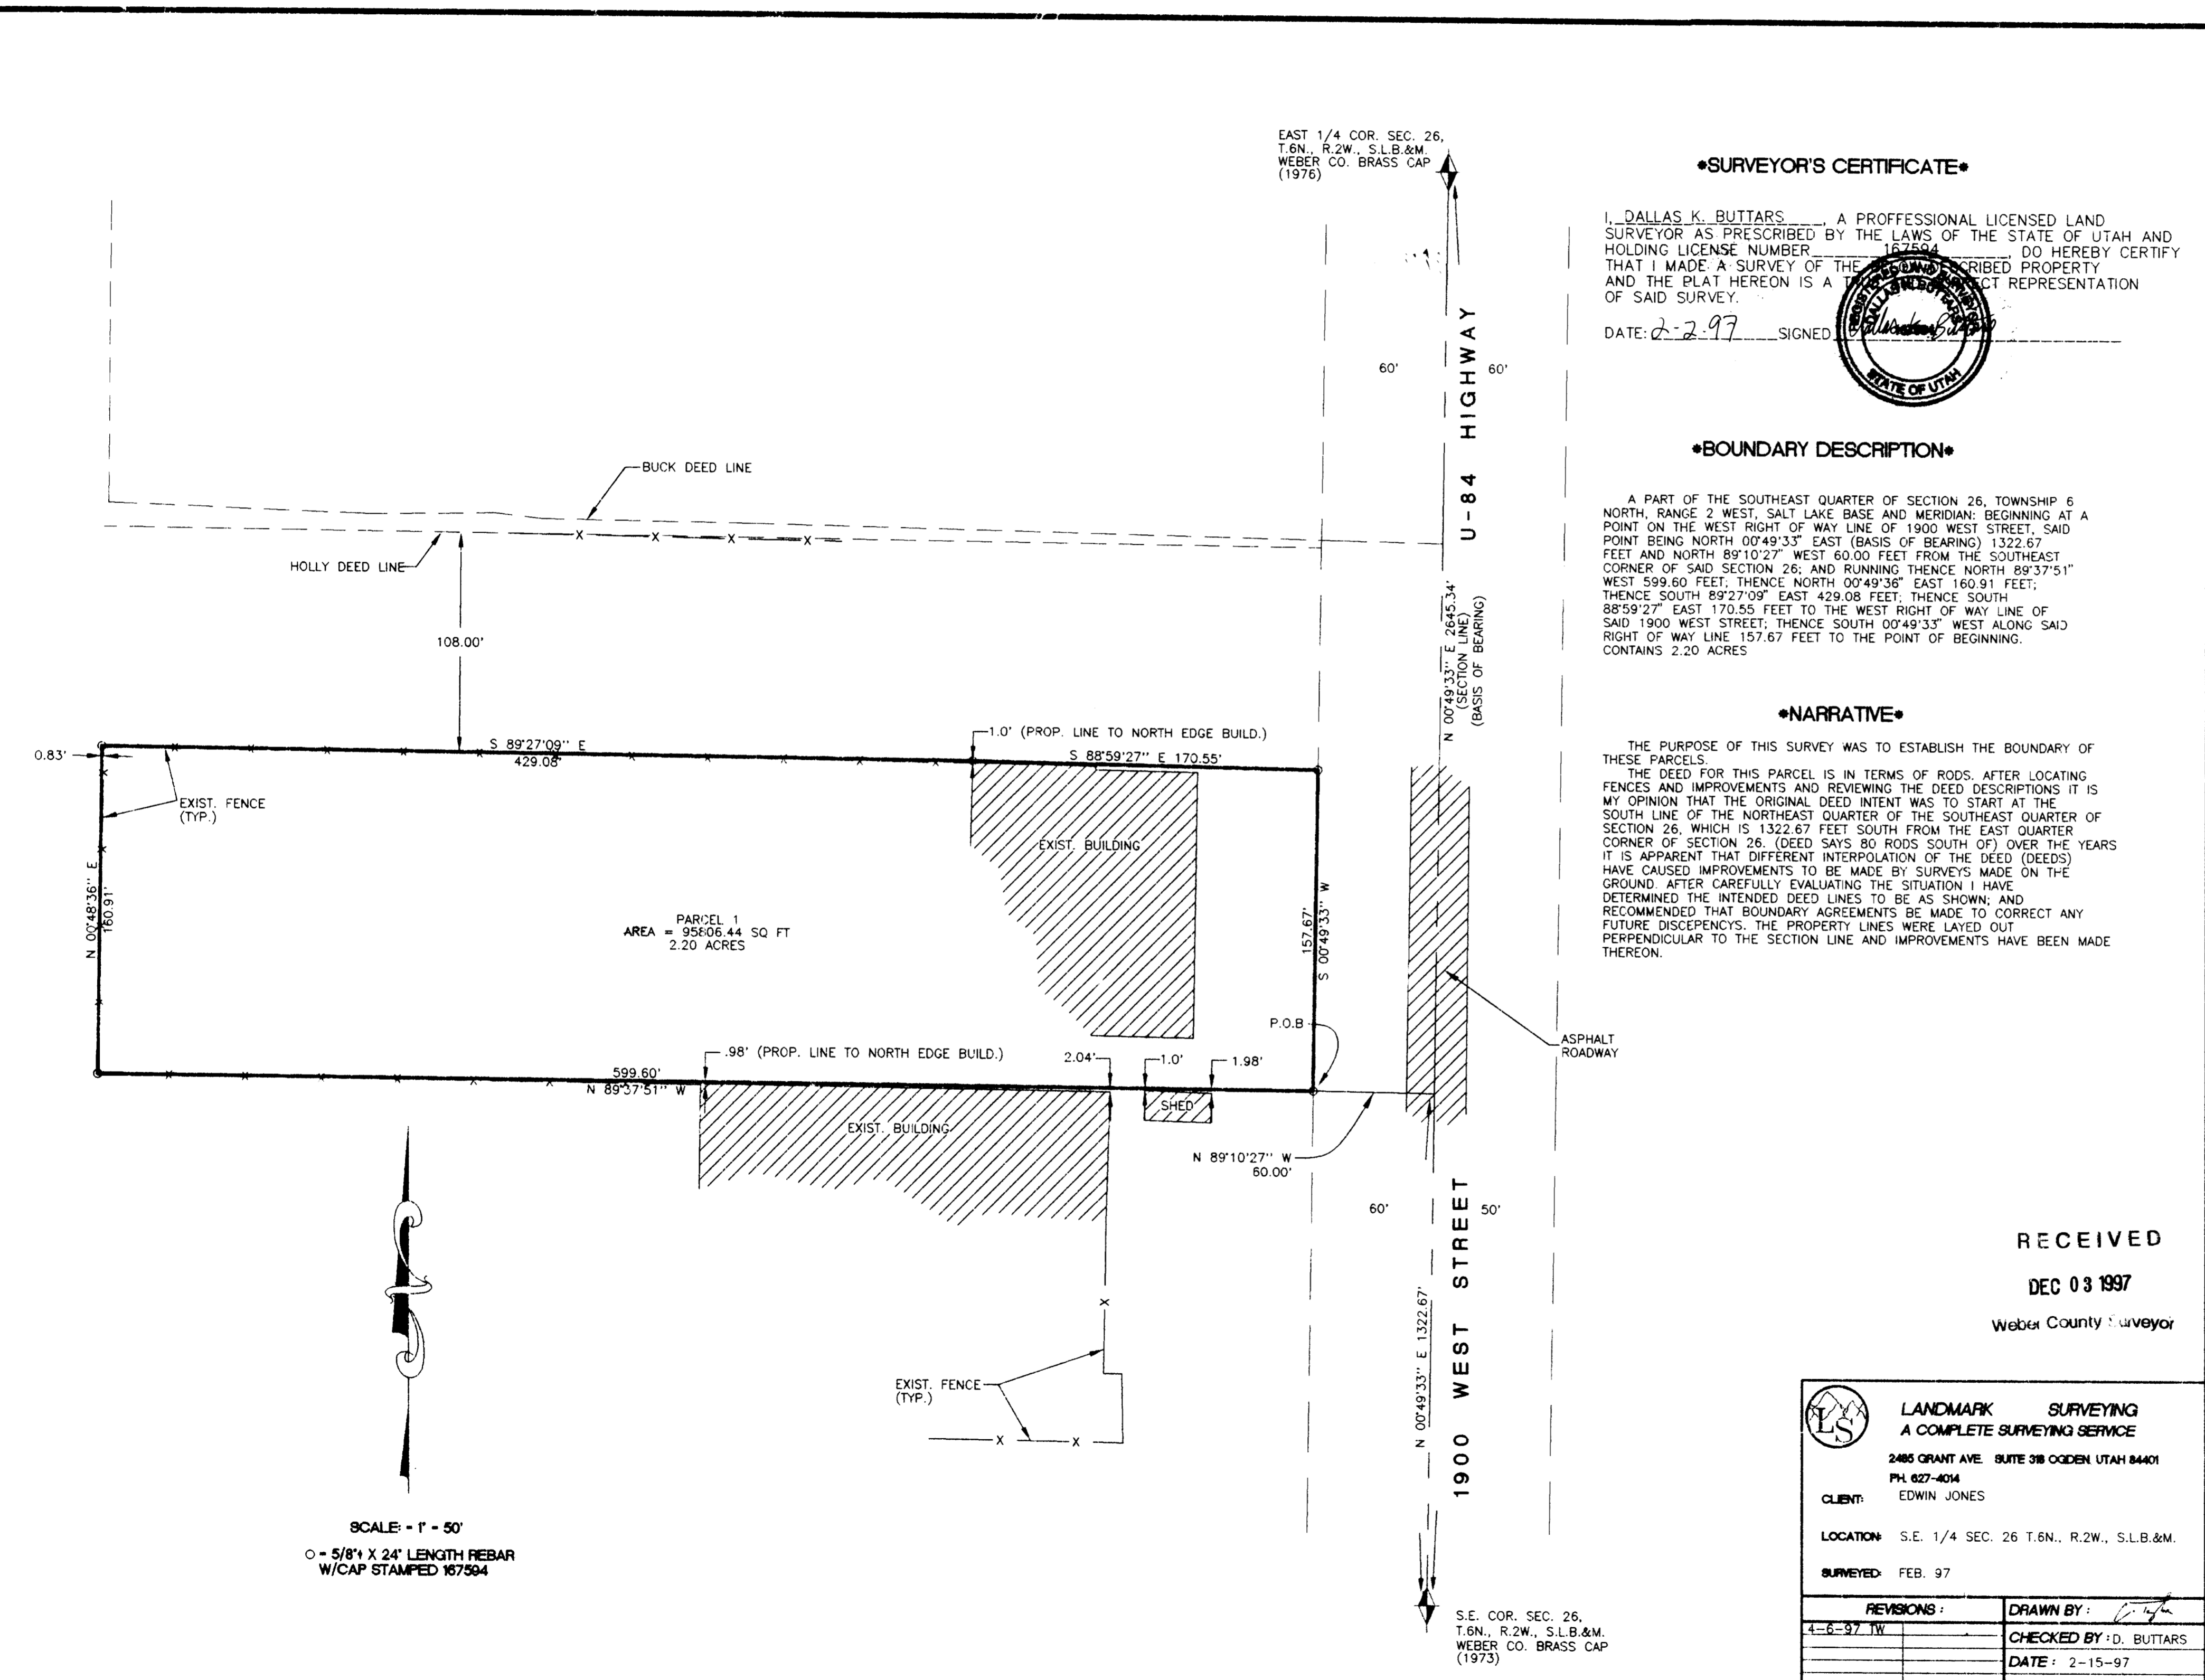 EAST 1/4 COR. SEC. 26,
T.6N., R.2W., S.L.B.&M.
WEBER CO. BRASS CAP
(1976)
60'
60'
U-84 HIGHWAY
BUCK DEED LINE
HOLLY DEED LINE
108.00'
N 00°49'33" E 2645.34'
(SECTION LINE)
(BASIS OF BEARING)
0.83'
S 89°27'09" E
429.08'
1.0' (PROP. LINE TO NORTH EDGE BUILD.)
S 88°59'27" E 170.55'
EXIST. FENCE
(TYP.)
EXIST. BUILDING
N 00°48'36" E
160.91'
PARCEL 1
AREA = 95806.44 SQ FT
2.20 ACRES
157.67'
S 00°49'33" W
P.O.B
ASPHALT
ROADWAY
.98' (PROP. LINE TO NORTH EDGE BUILD.)
2.04'
1.0'
1.98'
599.60'
N 89°37'51" W
SHED
EXIST. BUILDING
N 89°10'27" W
60.00'
60'
50'
1900 WEST STREET
N 00°49'33" E 1322.67'
EXIST. FENCE
(TYP.)
SCALE: - 1" - 50'
O - 5/8"+ X 24" LENGTH REBAR
W/CAP STAMPED 167594
S.E. COR. SEC. 26,
T.6N., R.2W., S.L.B.&M.
WEBER CO. BRASS CAP
(1973)
*SURVEYOR'S CERTIFICATE*
I, DALLAS K. BUTTARS, A PROFFESSIONAL LICENSED LAND
SURVEYOR AS PRESCRIBED BY THE LAWS OF THE STATE OF UTAH AND
HOLDING LICENSE NUMBER 167594, DO HEREBY CERTIFY
THAT I MADE A SURVEY OF THE DESCRIBED PROPERTY
AND THE PLAT HEREON IS A REPRESENTATION
OF SAID SURVEY.
DATE: 2-2-97 SIGNED Dallas K. Buttars
REGISTERED LAND SURVEYOR
DALLAS K. BUTTARS
STATE OF UTAH
*BOUNDARY DESCRIPTION*
A PART OF THE SOUTHEAST QUARTER OF SECTION 26, TOWNSHIP 6
NORTH, RANGE 2 WEST, SALT LAKE BASE AND MERIDIAN: BEGINNING AT A
POINT ON THE WEST RIGHT OF WAY LINE OF 1900 WEST STREET, SAID
POINT BEING NORTH 00°49'33" EAST (BASIS OF BEARING) 1322.67
FEET AND NORTH 89°10'27" WEST 60.00 FEET FROM THE SOUTHEAST
CORNER OF SAID SECTION 26; AND RUNNING THENCE NORTH 89°37'51"
WEST 599.60 FEET; THENCE NORTH 00°49'36" EAST 160.91 FEET;
THENCE SOUTH 89°27'09" EAST 429.08 FEET; THENCE SOUTH
88°59'27" EAST 170.55 FEET TO THE WEST RIGHT OF WAY LINE OF
SAID 1900 WEST STREET; THENCE SOUTH 00°49'33" WEST ALONG SAID
RIGHT OF WAY LINE 157.67 FEET TO THE POINT OF BEGINNING.
CONTAINS 2.20 ACRES
*NARRATIVE*
THE PURPOSE OF THIS SURVEY WAS TO ESTABLISH THE BOUNDARY OF
THESE PARCELS.
THE DEED FOR THIS PARCEL IS IN TERMS OF RODS. AFTER LOCATING
FENCES AND IMPROVEMENTS AND REVIEWING THE DEED DESCRIPTIONS IT IS
MY OPINION THAT THE ORIGINAL DEED INTENT WAS TO START AT THE
SOUTH LINE OF THE NORTHEAST QUARTER OF THE SOUTHEAST QUARTER OF
SECTION 26, WHICH IS 1322.67 FEET SOUTH FROM THE EAST QUARTER
CORNER OF SECTION 26. (DEED SAYS 80 RODS SOUTH OF) OVER THE YEARS
IT IS APPARENT THAT DIFFERENT INTERPOLATION OF THE DEED (DEEDS)
HAVE CAUSED IMPROVEMENTS TO BE MADE BY SURVEYS MADE ON THE
GROUND. AFTER CAREFULLY EVALUATING THE SITUATION I HAVE
DETERMINED THE INTENDED DEED LINES TO BE AS SHOWN; AND
RECOMMENDED THAT BOUNDARY AGREEMENTS BE MADE TO CORRECT ANY
FUTURE DISCEPENCYS. THE PROPERTY LINES WERE LAYED OUT
PERPENDICULAR TO THE SECTION LINE AND IMPROVEMENTS HAVE BEEN MADE
THEREON.
RECEIVED
DEC 03 1997
Weber County Surveyor
LS
LANDMARK SURVEYING
A COMPLETE SURVEYING SERVICE
2485 GRANT AVE. SUITE 318 OGDEN UTAH 84401
PH. 627-4014
CLIENT: EDWIN JONES
LOCATION: S.E. 1/4 SEC. 26 T.6N., R.2W., S.L.B.&M.
SURVEYED: FEB. 97
REVISIONS :
4-6-97 TW
DRAWN BY :
CHECKED BY : D. BUTTARS
DATE : 2-15-97